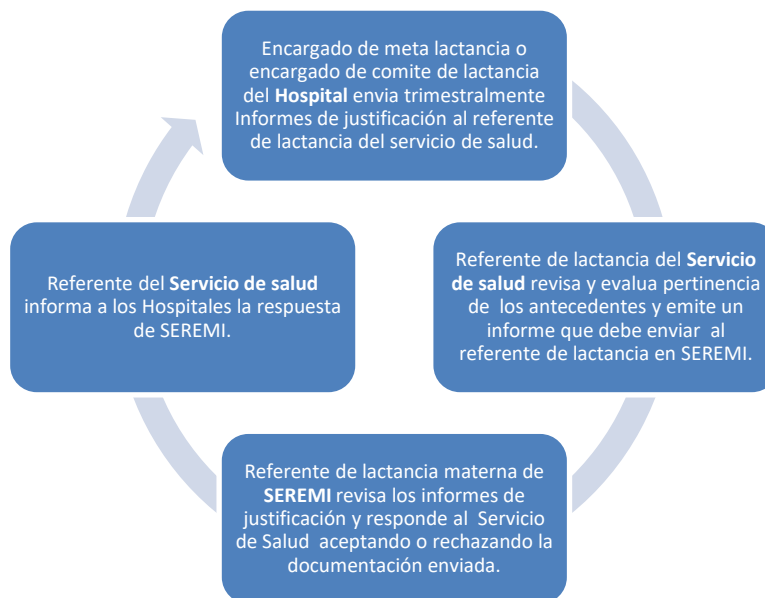 Encargado de meta lactancia o
encargado de comite de lactancia
del Hospital envia trimestralmente
Informes de justificación al referente
de lactancia del servicio de salud.
Referente de lactancia del Servicio
de salud revisa y evalua pertinencia
de los antecedentes y emite un
informe que debe enviar al
referente de lactancia en SEREMI.
Referente de lactancia materna de
SEREMI revisa los informes de
justificación y responde al Servicio
de Salud aceptando o rechazando la
documentación enviada.
Referente del Servicio de salud
informa a los Hospitales la respuesta
de SEREMI.